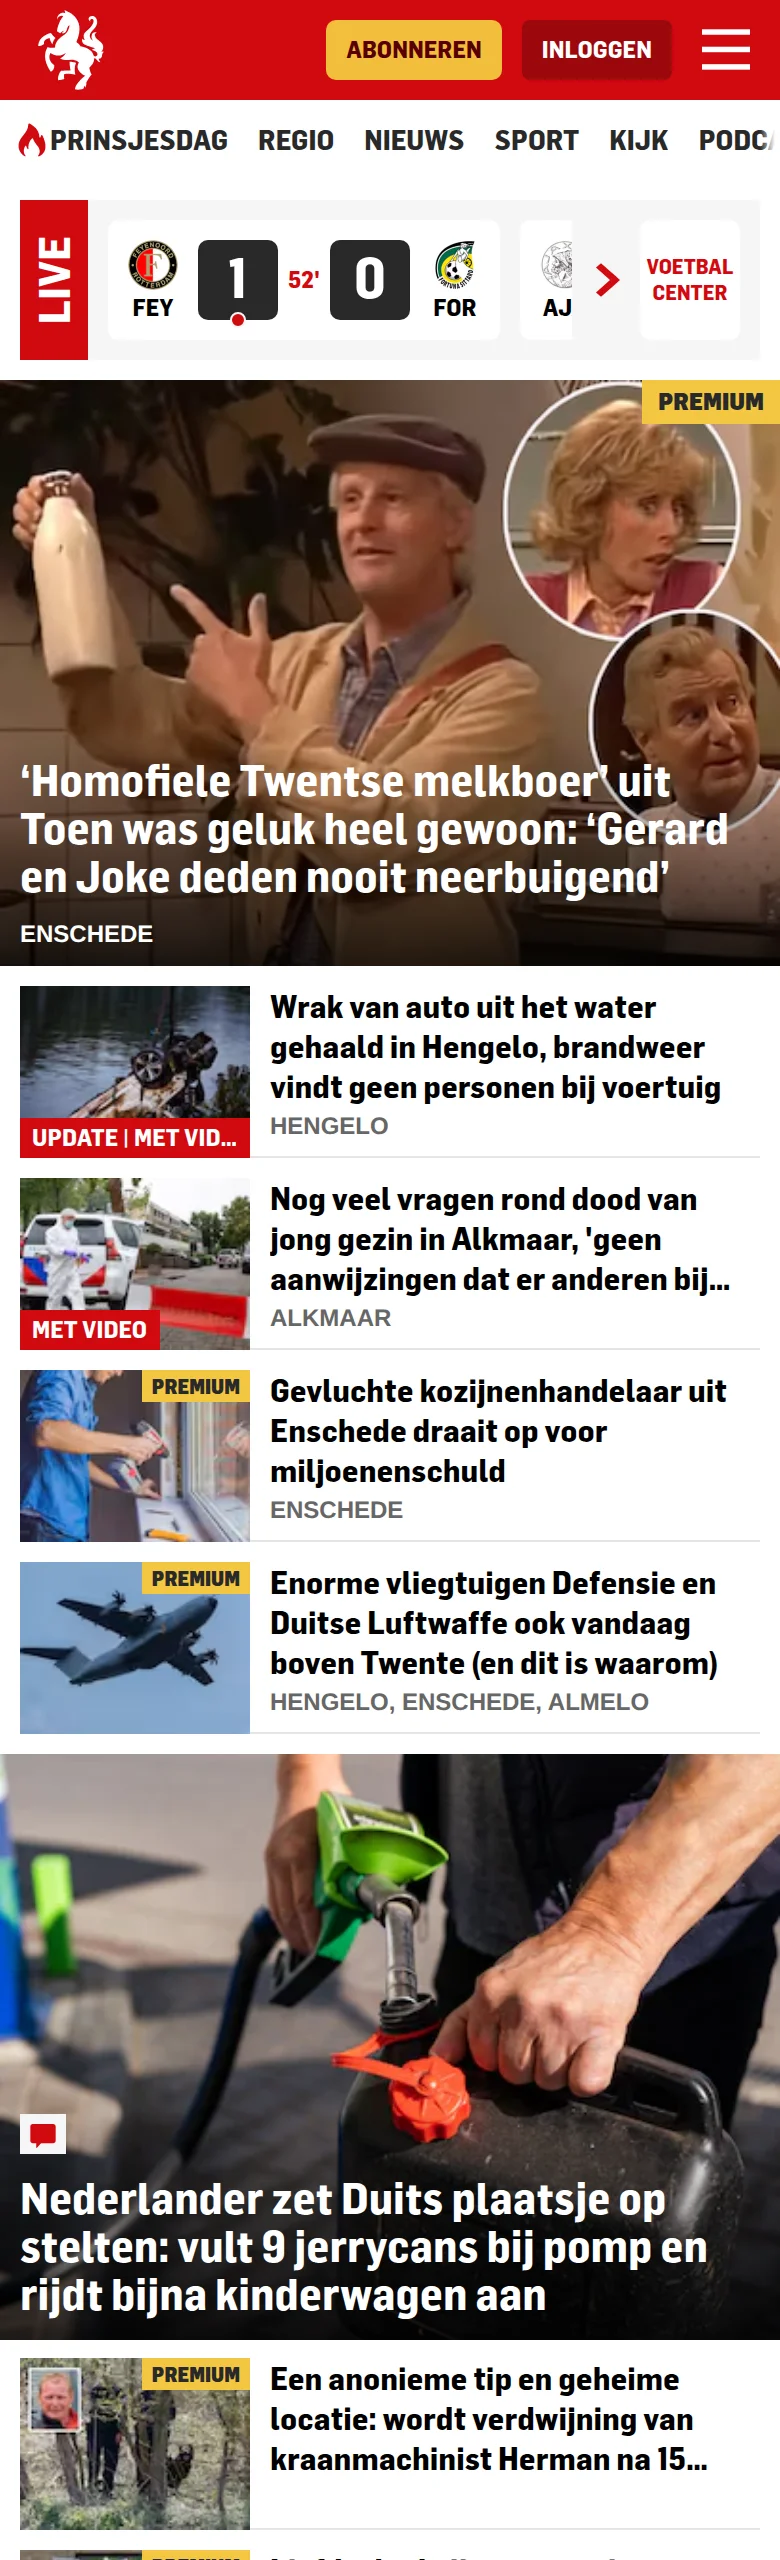 ABONNEREN
INLOGGEN
PRINSJESDAG REGIO NIEUWS SPORT KIJK PODCA
LIVE
FEYENOORD
ROTTERDAM
FEY
1
52'
0
FORTUNA SITTARD
FOR
AJ
VOETBAL
CENTER
PREMIUM
‘Homofiele Twentse melkboer’ uit
Toen was geluk heel gewoon: ‘Gerard
en Joke deden nooit neerbuigend’
ENSCHEDE
UPDATE | MET VID...
Wrak van auto uit het water
gehaald in Hengelo, brandweer
vindt geen personen bij voertuig
HENGELO
MET VIDEO
Nog veel vragen rond dood van
jong gezin in Alkmaar, 'geen
aanwijzingen dat er anderen bij...
ALKMAAR
PREMIUM
Gevluchte kozijnenhandelaar uit
Enschede draait op voor
miljoenenschuld
ENSCHEDE
PREMIUM
Enorme vliegtuigen Defensie en
Duitse Luftwaffe ook vandaag
boven Twente (en dit is waarom)
HENGELO, ENSCHEDE, ALMELO
Nederlander zet Duits plaatsje op
stelten: vult 9 jerrycans bij pomp en
rijdt bijna kinderwagen aan
PREMIUM
Een anonieme tip en geheime
locatie: wordt verdwijning van
kraanmachinist Herman na 15...
PREMIUM